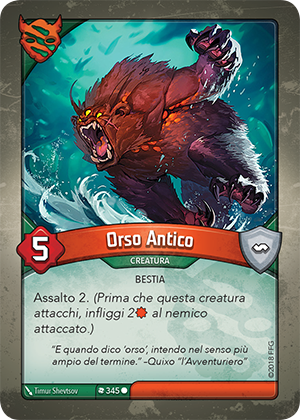 Orso Antico
5
CREATURA
BESTIA
Assalto 2. (Prima che questa creatura
attacchi, infliggi 2 al nemico
attaccato.)
"E quando dico 'orso', intendo nel senso più
ampio del termine." -Quixo "l'Avventuriero"
Timur Shevtsov
345
©2018 FFG